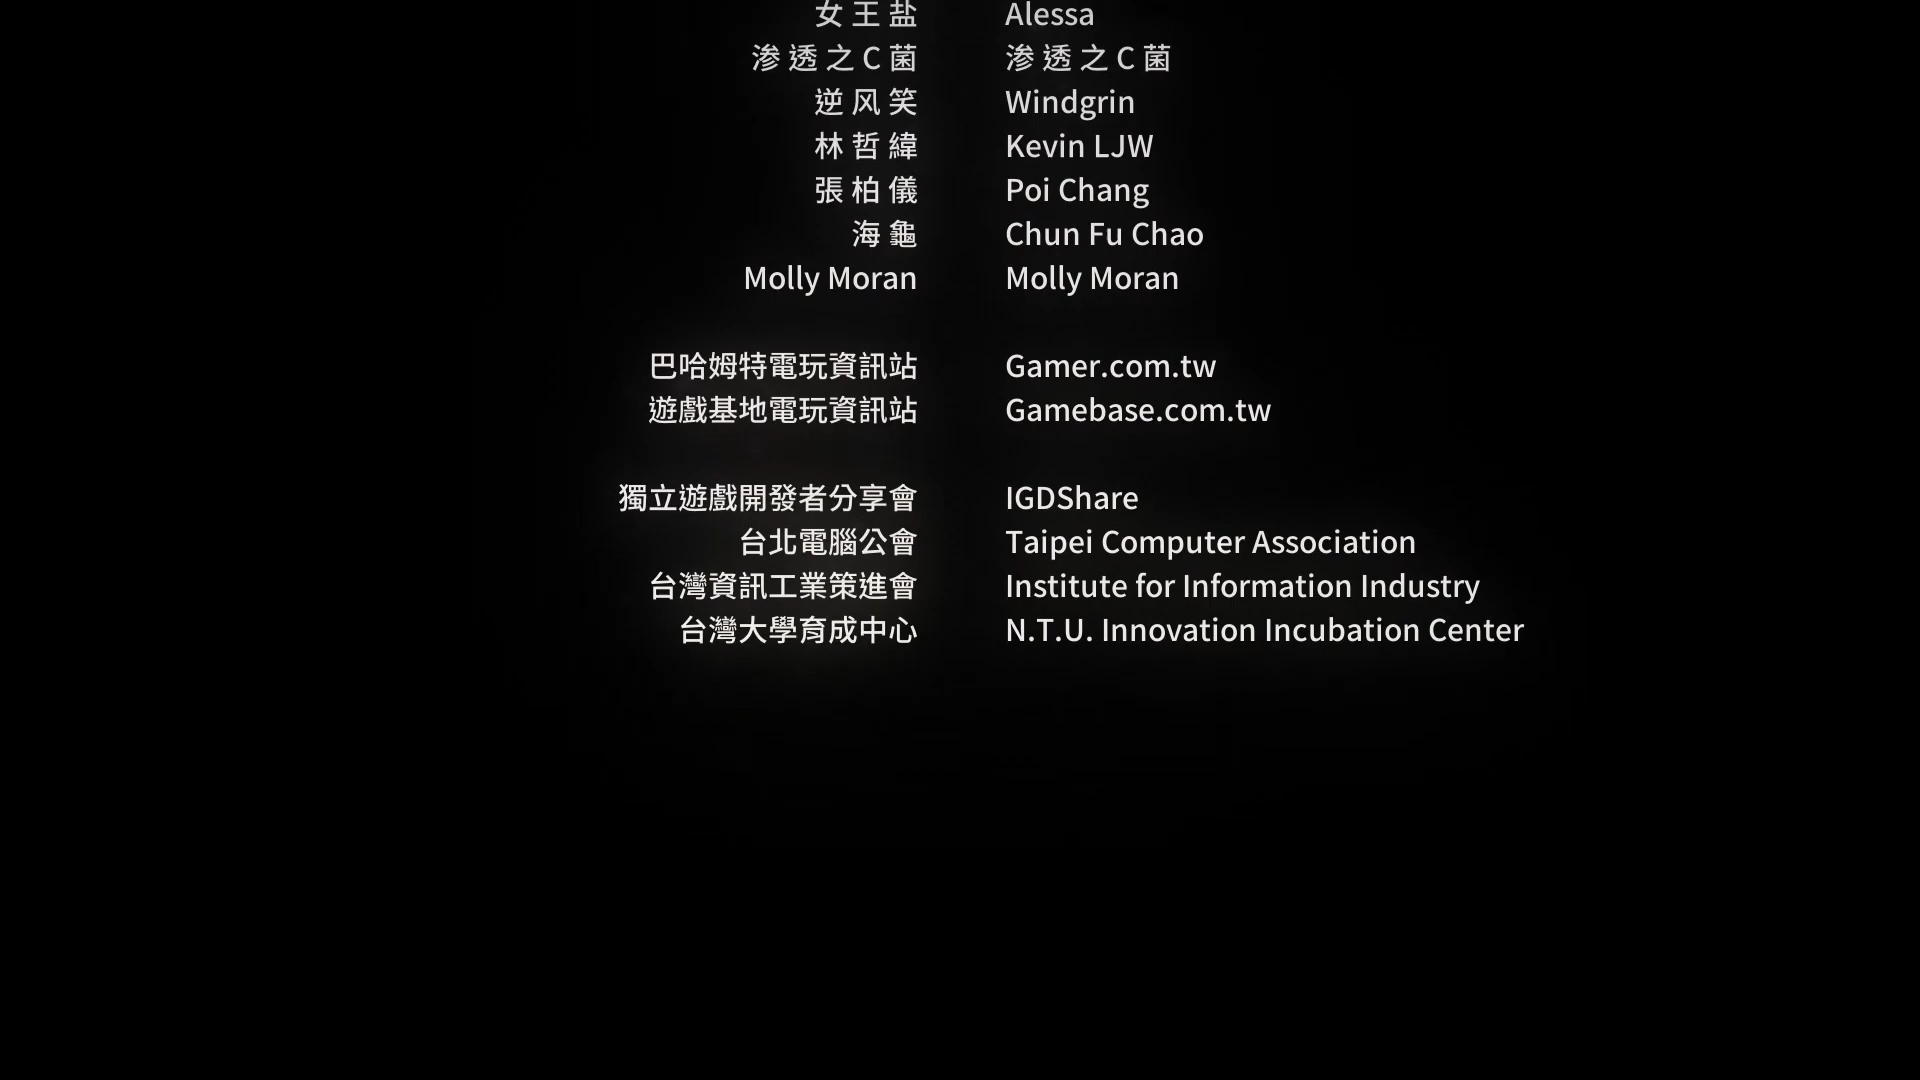 女王盐 Alessa
渗透之C菌 渗透之C菌
逆风笑 Windgrin
林哲緯 Kevin LJW
張柏儀 Poi Chang
海龜 Chun Fu Chao
Molly Moran Molly Moran
巴哈姆特電玩資訊站 Gamer.com.tw
遊戲基地電玩資訊站 Gamebase.com.tw
獨立遊戲開發者分享會 IGDShare
台北電腦公會 Taipei Computer Association
台灣資訊工業策進會 Institute for Information Industry
台灣大學育成中心 N.T.U. Innovation Incubation Center